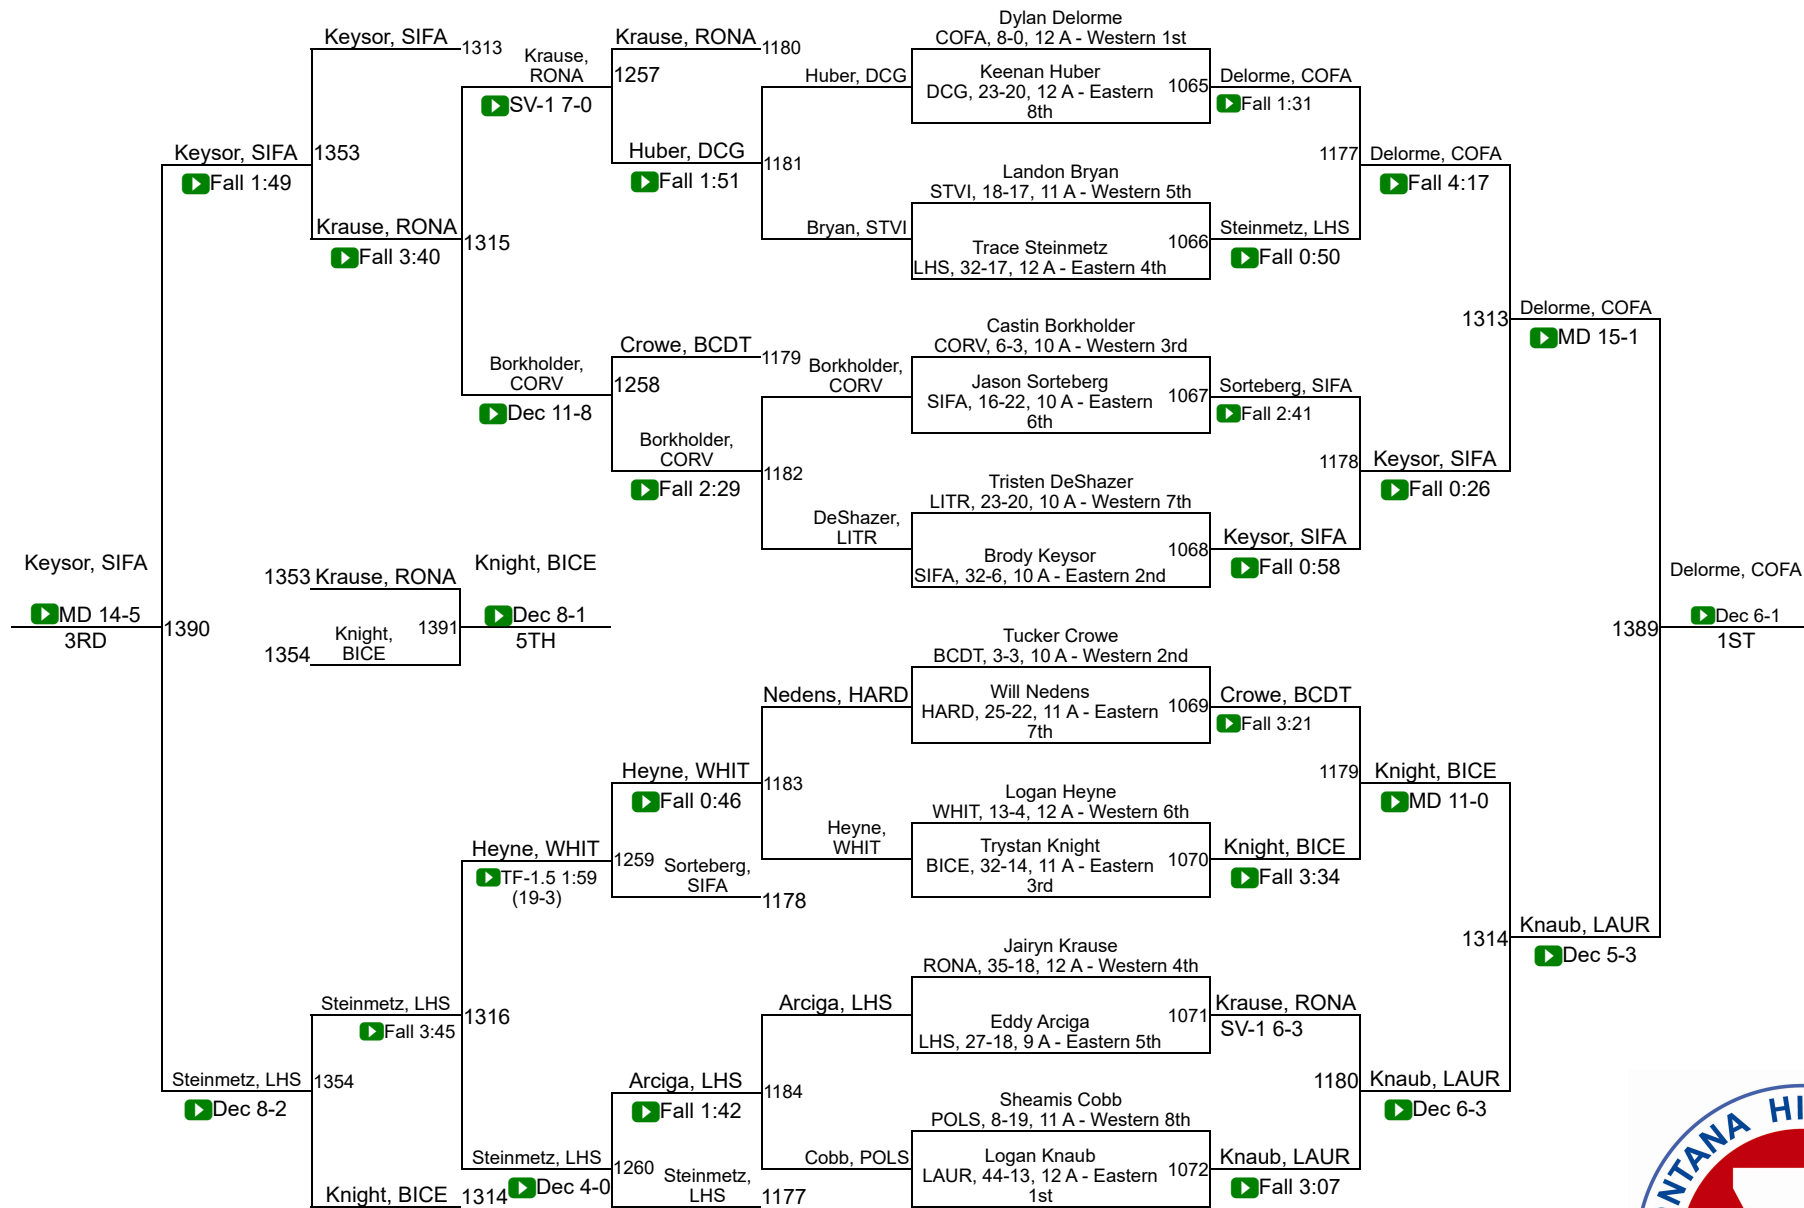 Dylan Delorme
COFA, 8-0, 12 A - Western 1st
Keysor, SIFA
1313
Krause,
RONA
SV-1 7-0
Krause, RONA
1180
1257
Huber, DCG
Keenan Huber
DCG, 23-20, 12 A - Eastern
8th
1065
Delorme, COFA
Fall 1:31
Keysor, SIFA
1353
Fall 1:49
Huber, DCG
1181
Fall 1:51
Landon Bryan
STVI, 18-17, 11 A - Western 5th
1177
Delorme, COFA
Fall 4:17
Krause, RONA
1315
Fall 3:40
Bryan, STVI
Trace Steinmetz
LHS, 32-17, 12 A - Eastern 4th
1066
Steinmetz, LHS
Fall 0:50
Castin Borkholder
CORV, 6-3, 10 A - Western 3rd
1313
Delorme, COFA
MD 15-1
Borkholder,
CORV
Dec 11-8
Crowe, BCDT
1179
1258
Borkholder,
CORV
Jason Sorteberg
SIFA, 16-22, 10 A - Eastern
6th
1067
Sorteberg, SIFA
Fall 2:41
Borkholder,
CORV
1182
Fall 2:29
Tristen DeShazer
LITR, 23-20, 10 A - Western 7th
1178
Keysor, SIFA
Fall 0:26
DeShazer,
LITR
Brody Keysor
SIFA, 32-6, 10 A - Eastern 2nd
1068
Keysor, SIFA
Fall 0:58
Keysor, SIFA
MD 14-5
3RD
1390
1353
Krause, RONA
1354
Knight,
BICE
1391
Knight, BICE
Dec 8-1
5TH
Delorme, COFA
1389
Dec 6-1
1ST
Tucker Crowe
BCDT, 3-3, 10 A - Western 2nd
Nedens, HARD
Will Nedens
HARD, 25-22, 11 A - Eastern
7th
1069
Crowe, BCDT
Fall 3:21
Heyne, WHIT
1183
Fall 0:46
Logan Heyne
WHIT, 13-4, 12 A - Western 6th
1179
Knight, BICE
MD 11-0
Heyne, WHIT
TF-1.5 1:59
(19-3)
1259
Sorteberg,
SIFA
1178
Heyne,
WHIT
Trystan Knight
BICE, 32-14, 11 A - Eastern
3rd
1070
Knight, BICE
Fall 3:34
1314
Knaub, LAUR
Dec 5-3
Jairyn Krause
RONA, 35-18, 12 A - Western 4th
Steinmetz, LHS
1316
Fall 3:45
Arciga, LHS
Eddy Arciga
LHS, 27-18, 9 A - Eastern 5th
1071
Krause, RONA
SV-1 6-3
Steinmetz, LHS
1354
Dec 8-2
Arciga, LHS
1184
Fall 1:42
Sheamis Cobb
POLS, 8-19, 11 A - Western 8th
1180
Knaub, LAUR
Dec 6-3
Steinmetz, LHS
1260
Dec 4-0
Steinmetz,
LHS
1177
Cobb, POLS
Logan Knaub
LAUR, 44-13, 12 A - Eastern
1st
1072
Knaub, LAUR
Fall 3:07
Knight, BICE
1314
NTANA HI